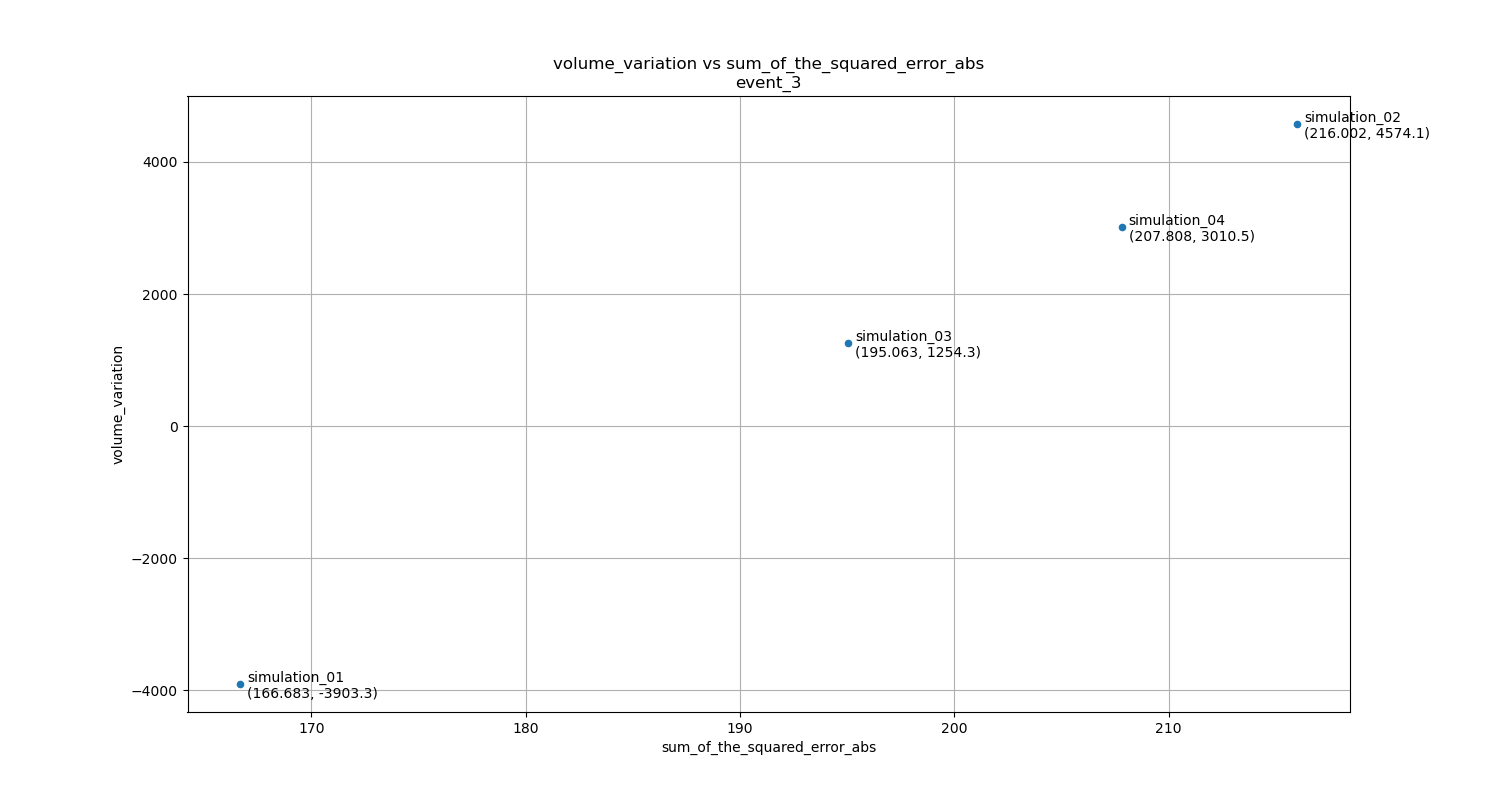 volume_variation vs sum_of_the_squared_error_abs
event_3
simulation_02
(216.002, 4574.1)
4000
simulation_04
(207.808, 3010.5)
2000
simulation_03
(195.063, 1254.3)
volume_variation
0
−2000
simulation_01
(166.683, -3903.3)
−4000
170
180
190
200
210
sum_of_the_squared_error_abs